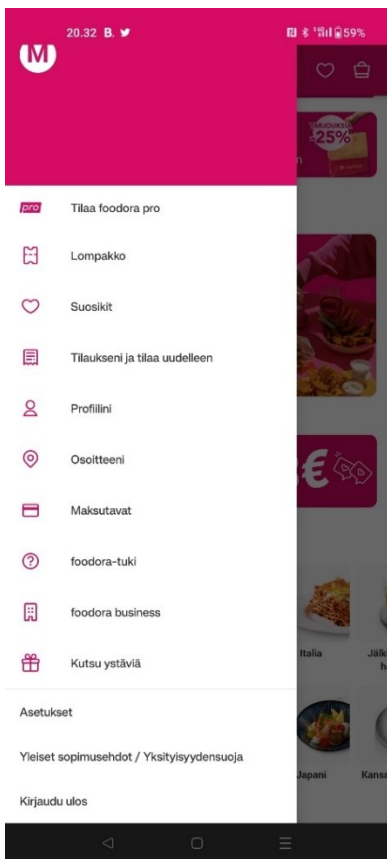 20.32 B. 59%
M
TARJOUKSIA
-25%
n
pro Tilaa foodora pro
Lompakko
Suosikit
Tilaukseni ja tilaa uudelleen
Profiilini
Osoitteeni
€
Maksutavat
foodora-tuki
foodora business
Italia
Kutsu ystäviä
Asetukset
Yleiset sopimusehdot / Yksityisyydensuoja
Japani
Kirjaudu ulos